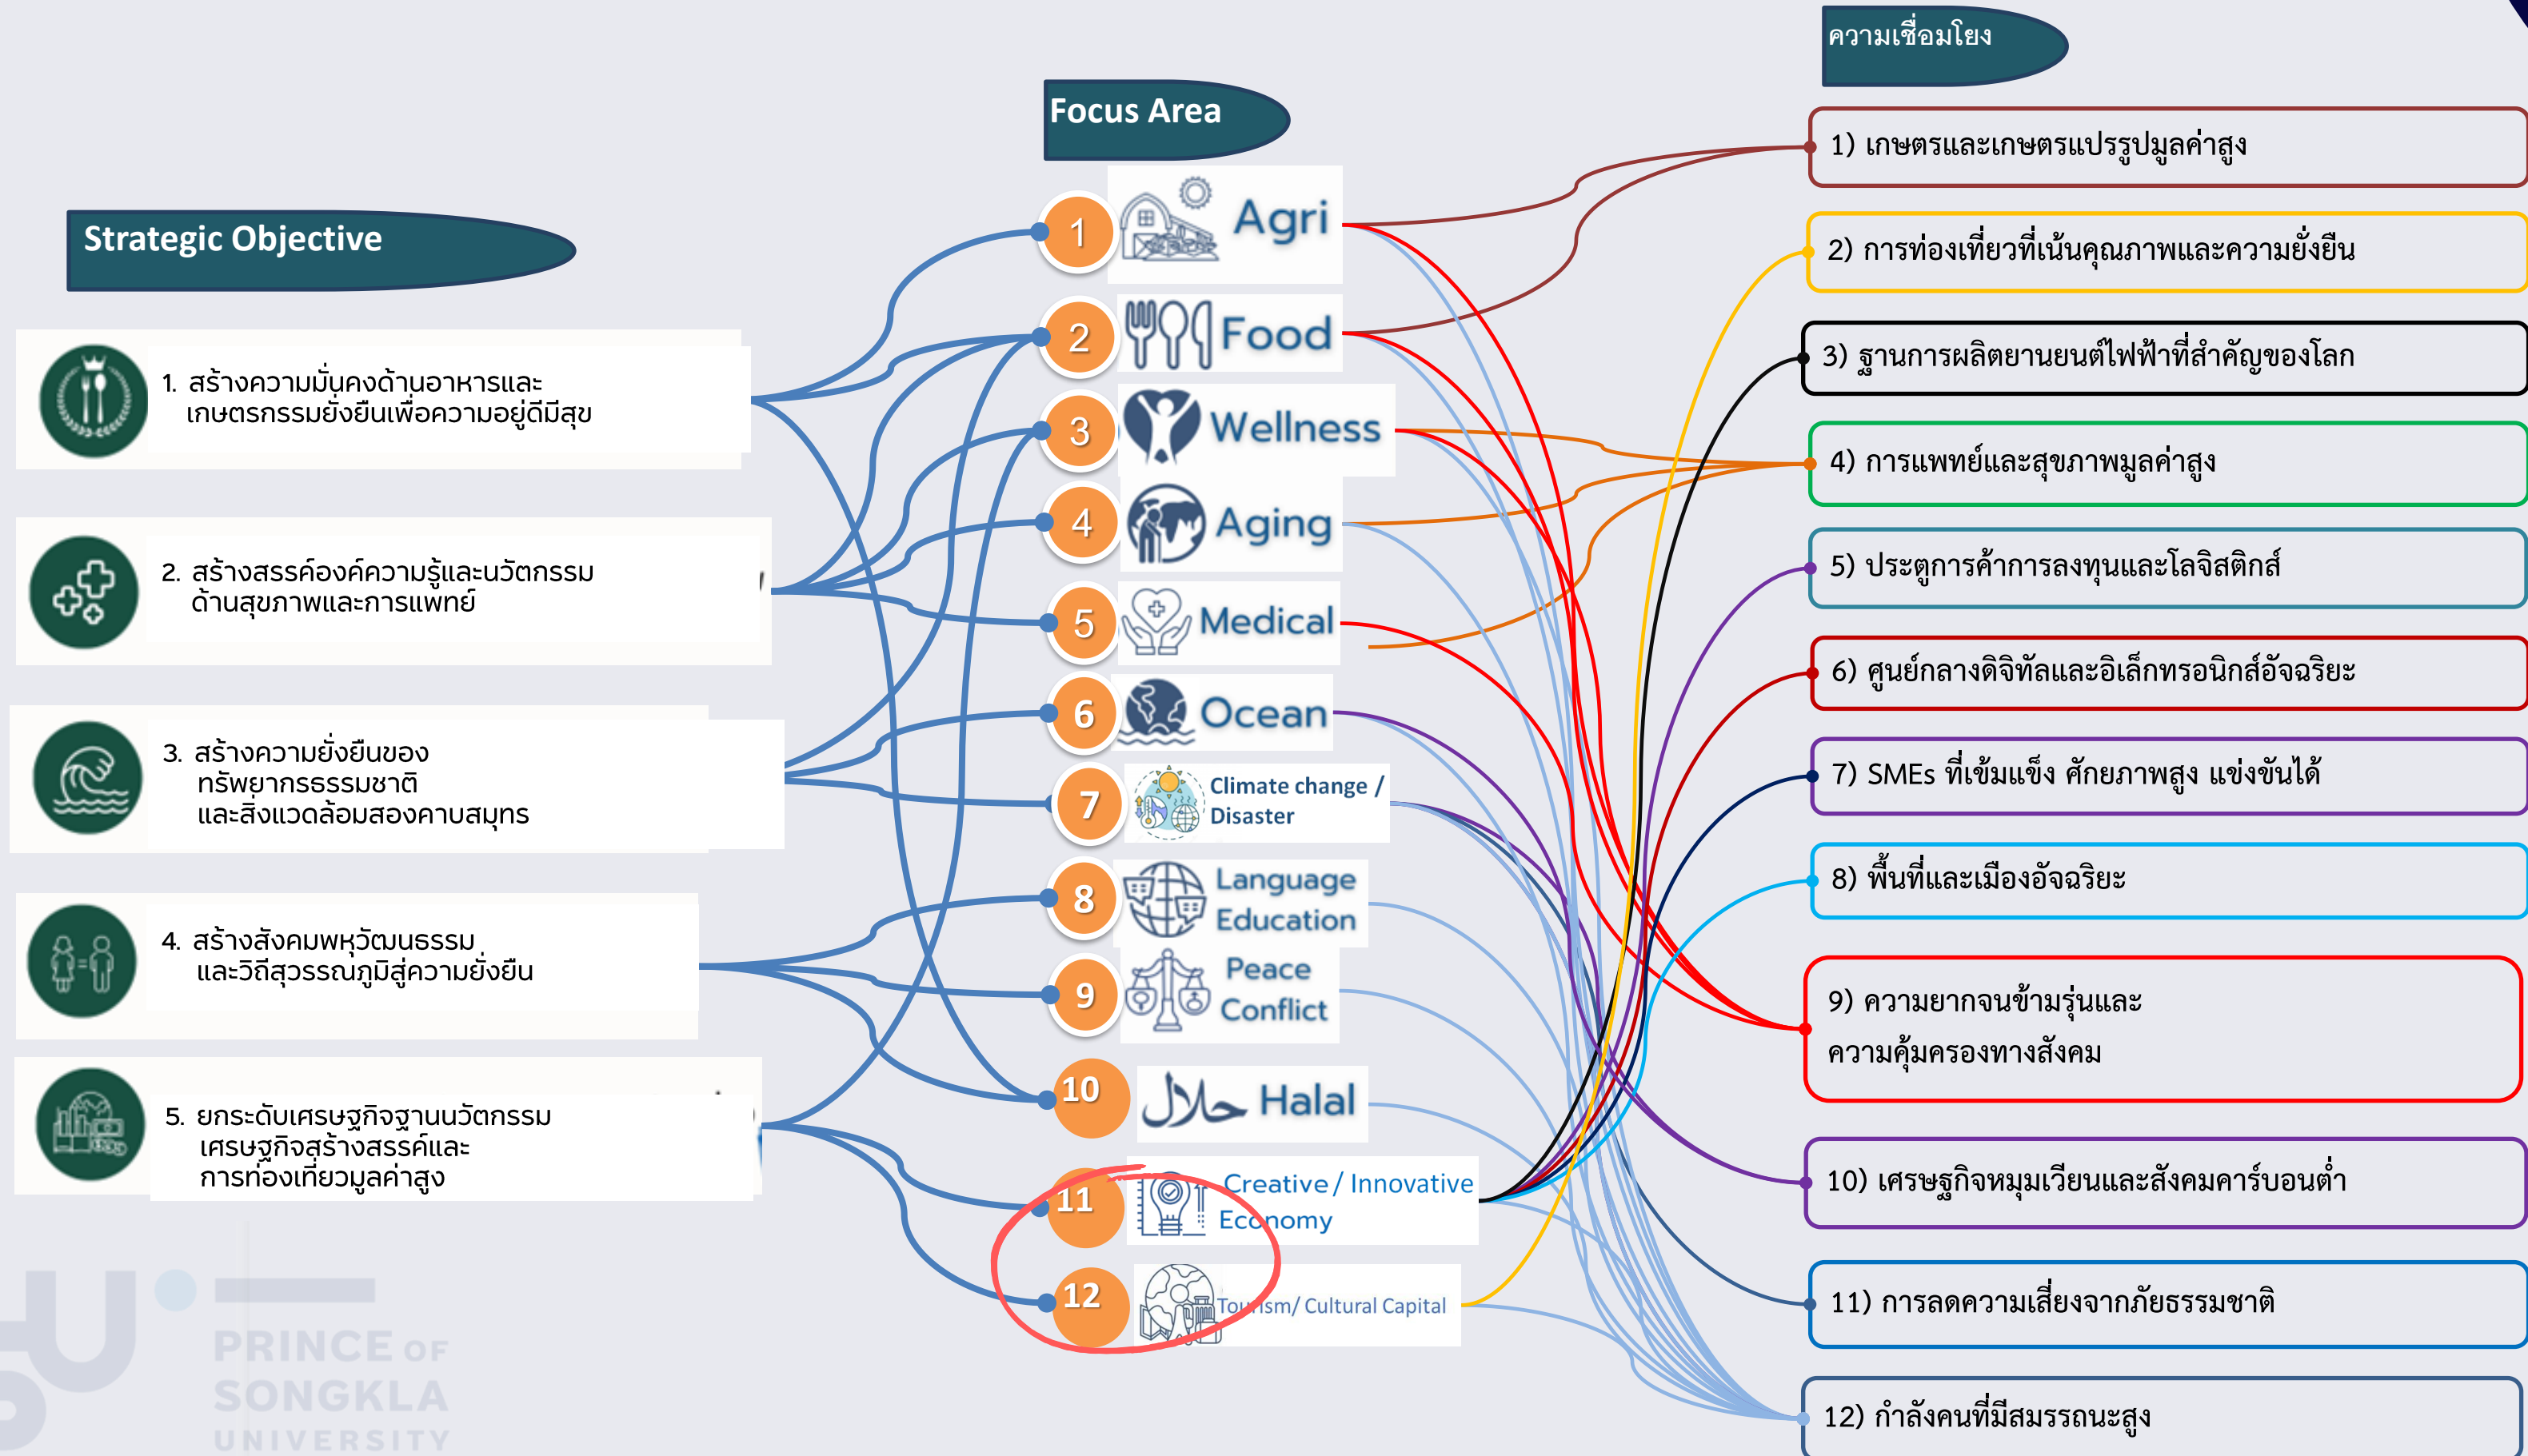 ความเชื่อมโยง
Focus Area
Strategic Objective
1. สร้างความมั่นคงด้านอาหารและ
เกษตรกรรมยั่งยืนเพื่อความอยู่ดีมีสุข
2. สร้างสรรค์องค์ความรู้และนวัตกรรม
ด้านสุขภาพและการแพทย์
3. สร้างความยั่งยืนของ
ทรัพยากรธรรมชาติ
และสิ่งแวดล้อมสองคาบสมุทร
4. สร้างสังคมพหุวัฒนธรรม
และวิถีสุวรรณภูมิสู่ความยั่งยืน
5. ยกระดับเศรษฐกิจฐานนวัตกรรม
เศรษฐกิจสร้างสรรค์และ
การท่องเที่ยวมูลค่าสูง
1 Agri
2 Food
3 Wellness
4 Aging
5 Medical
6 Ocean
7 Climate change /
Disaster
8 Language
Education
9 Peace
Conflict
10 حلال Halal
11 Creative / Innovative
Economy
12 Tourism/ Cultural Capital
1) เกษตรและเกษตรแปรรูปมูลค่าสูง
2) การท่องเที่ยวที่เน้นคุณภาพและความยั่งยืน
3) ฐานการผลิตยานยนต์ไฟฟ้าที่สำคัญของโลก
4) การแพทย์และสุขภาพมูลค่าสูง
5) ประตูการค้าการลงทุนและโลจิสติกส์
6) ศูนย์กลางดิจิทัลและอิเล็กทรอนิกส์อัจฉริยะ
7) SMEs ที่เข้มแข็ง ศักยภาพสูง แข่งขันได้
8) พื้นที่และเมืองอัจฉริยะ
9) ความยากจนข้ามรุ่นและ
ความคุ้มครองทางสังคม
10) เศรษฐกิจหมุมเวียนและสังคมคาร์บอนต่ำ
11) การลดความเสี่ยงจากภัยธรรมชาติ
12) กำลังคนที่มีสมรรถนะสูง
PRINCE OF
SONGKLA
UNIVERSITY